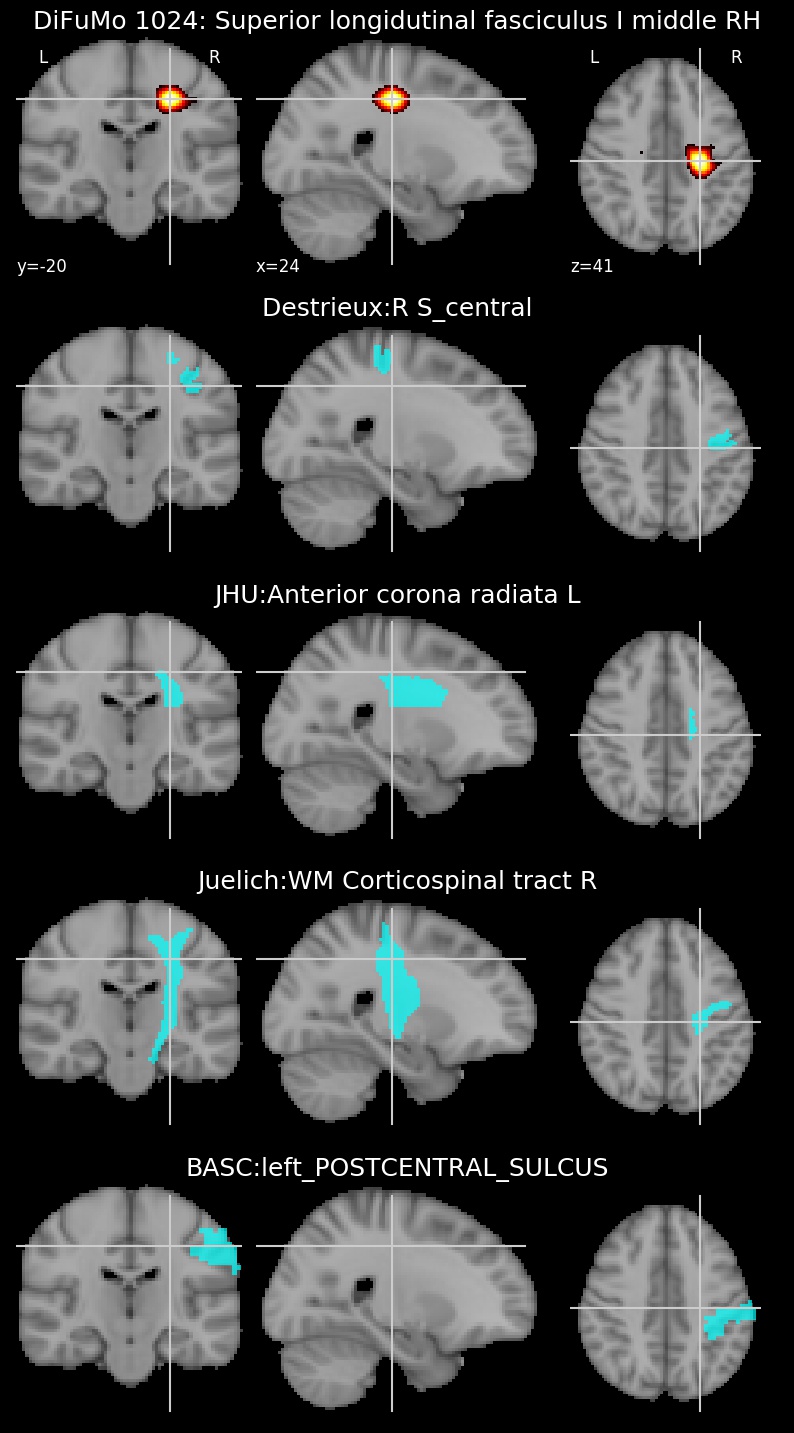 DiFuMo 1024: Superior longidutinal fasciculus I middle RH
L R L R
y=-20 x=24 z=41
Destrieux:R S_central
JHU:Anterior corona radiata L
Juelich:WM Corticospinal tract R
BASC:left_POSTCENTRAL_SULCUS